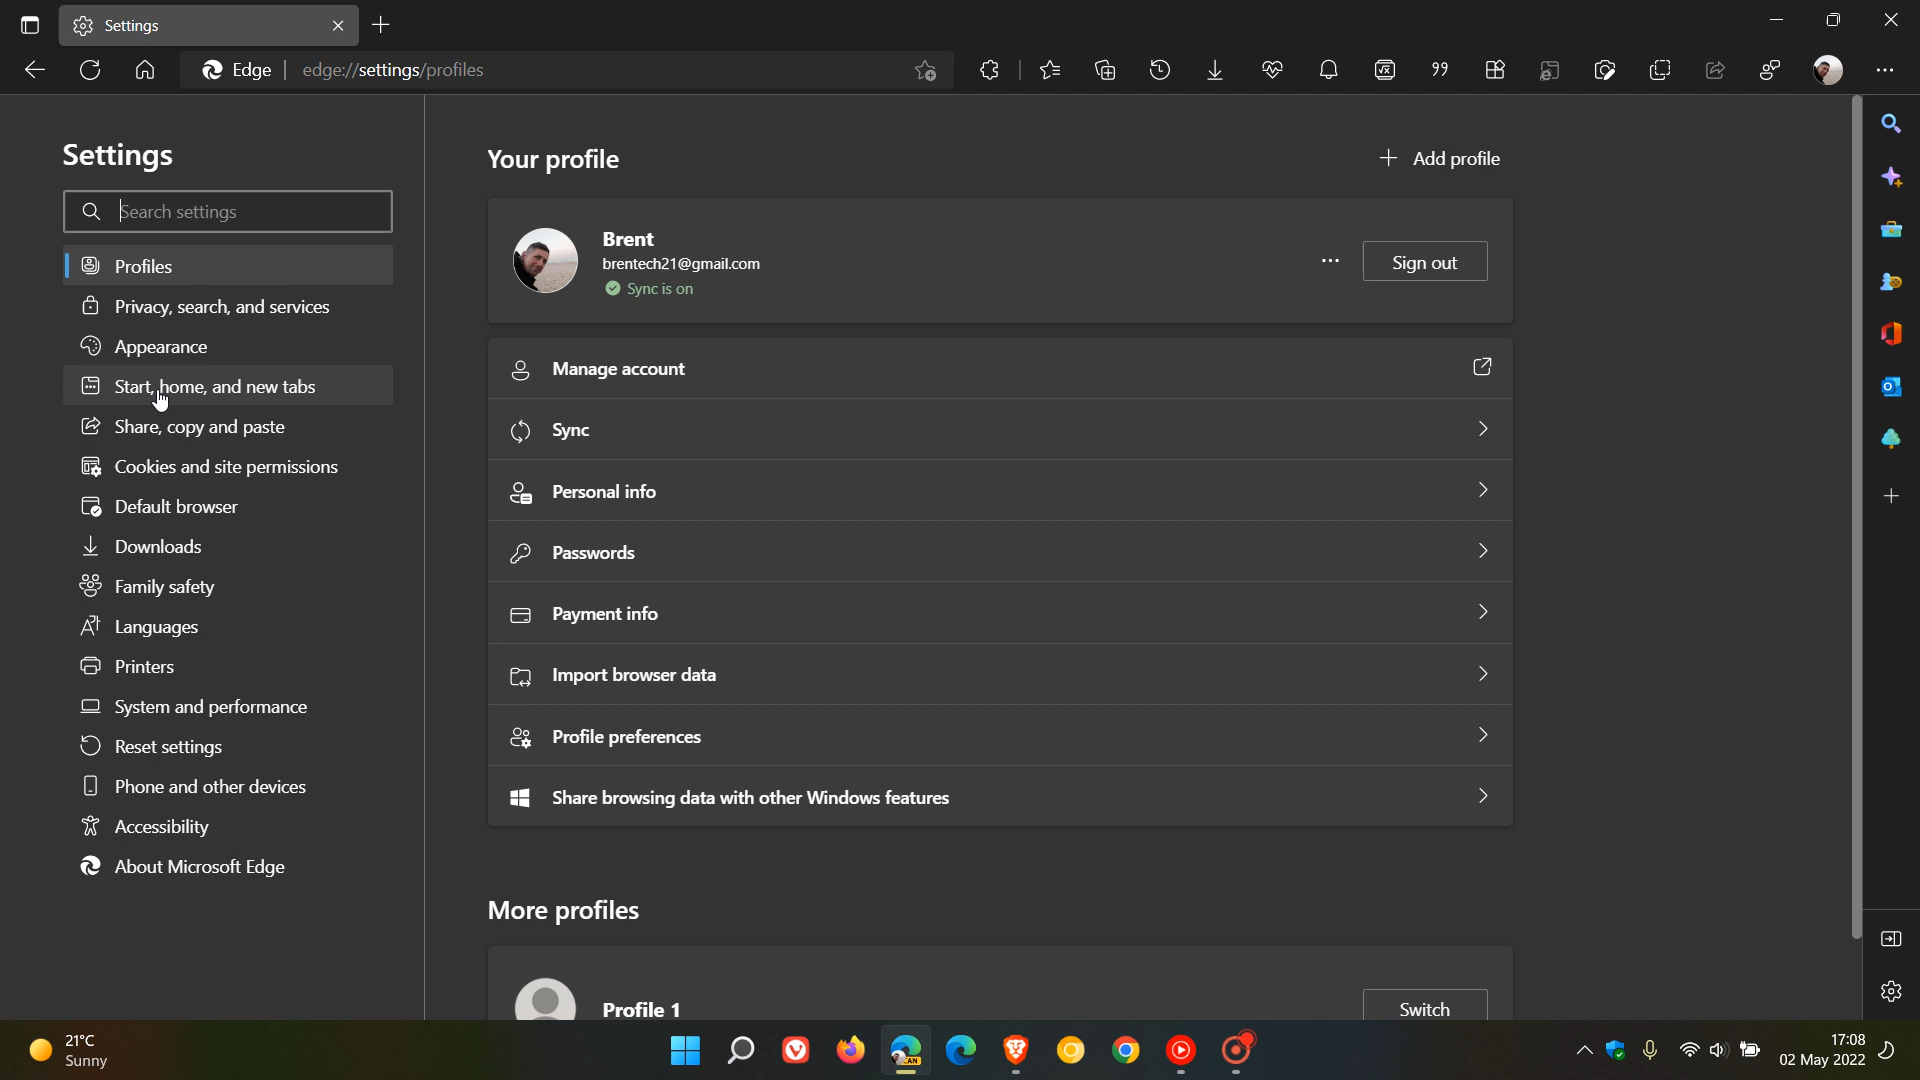 Settings
Edge
edge://settings/profiles
Settings
Search settings
Profiles
Privacy, search, and services
Appearance
Start, home, and new tabs
Share, copy and paste
Cookies and site permissions
Default browser
Downloads
Family safety
Languages
Printers
System and performance
Reset settings
Phone and other devices
Accessibility
About Microsoft Edge
Your profile
Add profile
Brent
brentech21@gmail.com
Sync is on
Sign out
Manage account
Sync
Personal info
Passwords
Payment info
Import browser data
Profile preferences
Share browsing data with other Windows features
More profiles
Profile 1
Switch
21°C
Sunny
CAN
17:08
02 May 2022